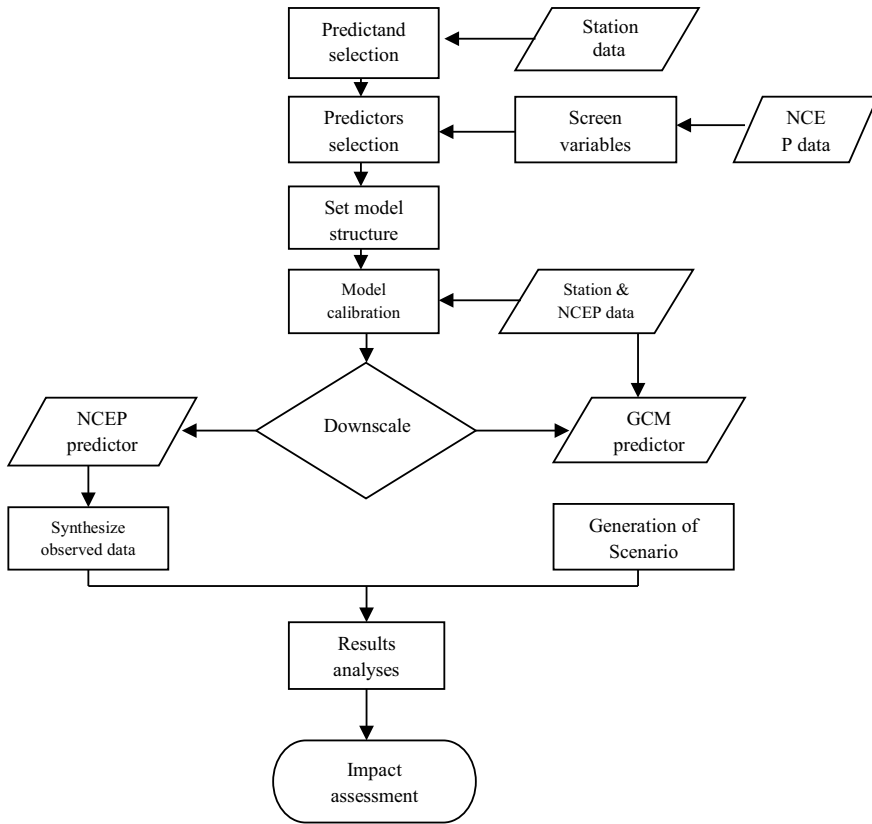 Predictand
selection
Station
data
Predictors
selection
Screen
variables
NCE
P data
Set model
structure
Model
calibration
Station &
NCEP data
NCEP
predictor
Downscale
GCM
predictor
Synthesize
observed data
Generation of
Scenario
Results
analyses
Impact
assessment